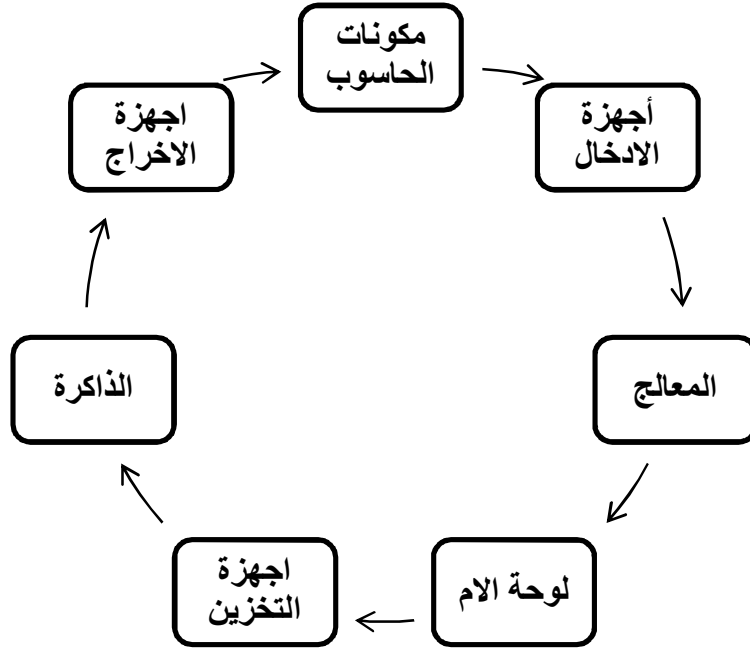 مكونات
الحاسوب
أجهزة
الادخال
المعالج
لوحة الام
اجهزة
التخزين
الذاكرة
اجهزة
الاخراج